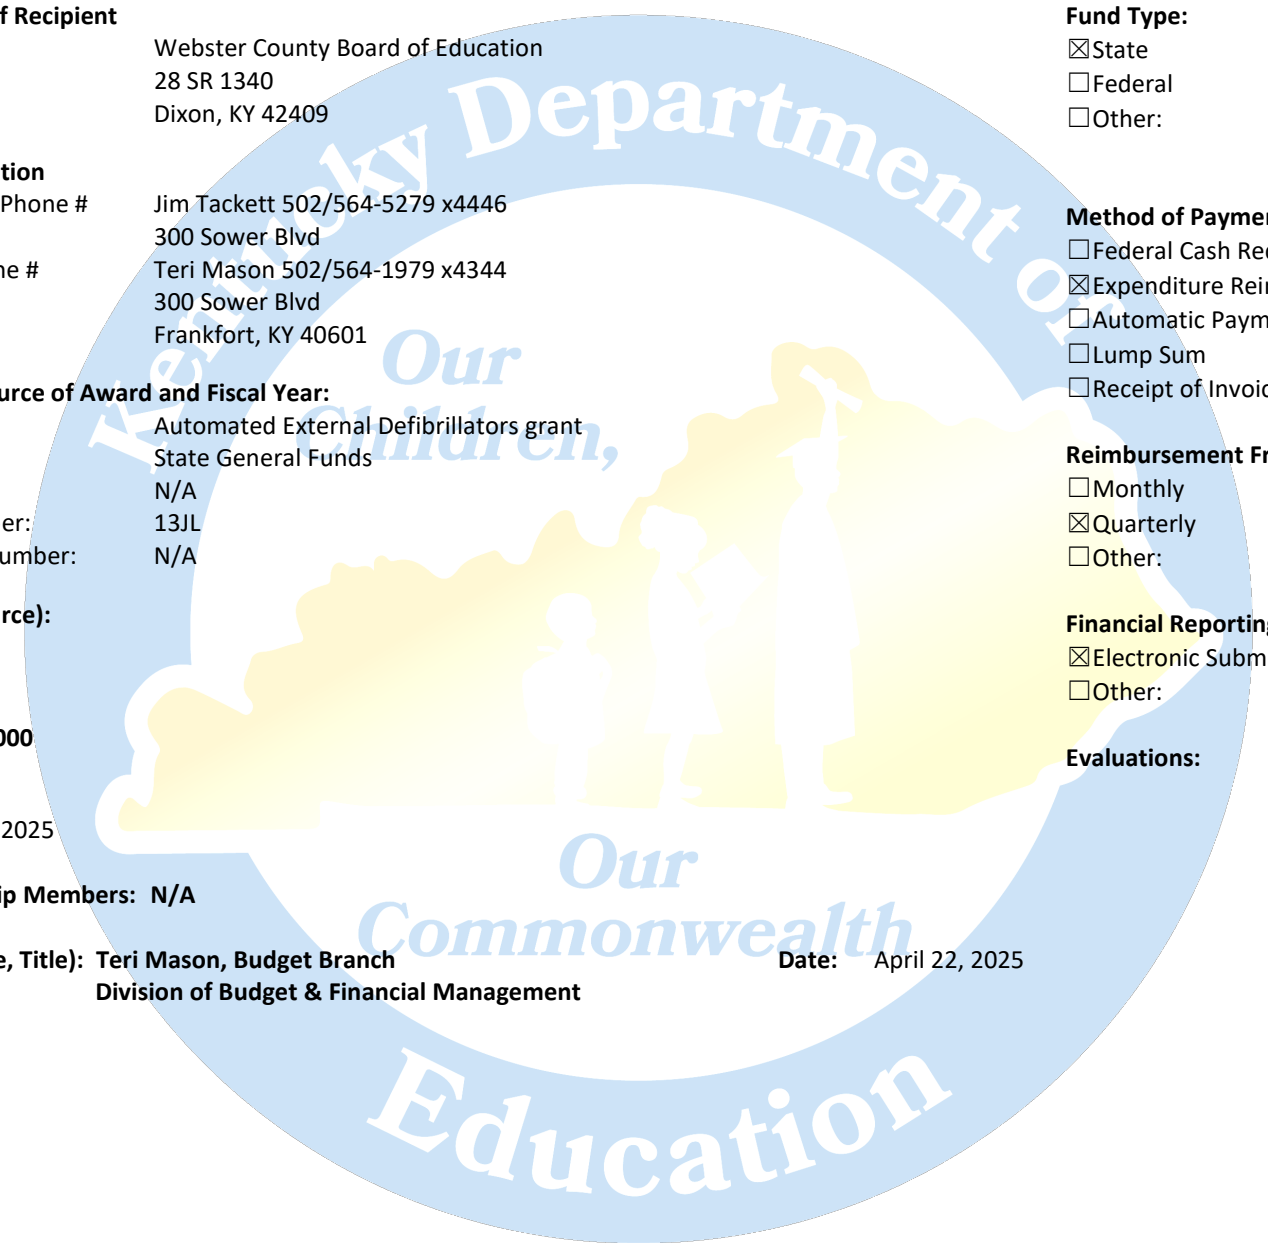 f Recipient
Webster County Board of Education
28 SR 1340
Dixon, KY 42409
tion
Phone # Jim Tackett 502/564-5279 x4446
300 Sower Blvd
ne # Teri Mason 502/564-1979 x4344
300 Sower Blvd
Frankfort, KY 40601
urce of Award and Fiscal Year:
Automated External Defibrillators grant
State General Funds
N/A
er: 13JL
umber: N/A
rce):
000
2025
ip Members: N/A
e, Title): Teri Mason, Budget Branch Date: April 22, 2025
Division of Budget & Financial Management
Fund Type:
☒State
☐Federal
☐Other:
Method of Paymen
☐Federal Cash Rec
☒Expenditure Reim
☐Automatic Paym
☐Lump Sum
☐Receipt of Invoic
Reimbursement Fr
☐Monthly
☒Quarterly
☐Other:
Financial Reporting
☒Electronic Subm
☐Other:
Evaluations:
Kentucky Department of
Education
Our
Children,
Our
Commonwealth